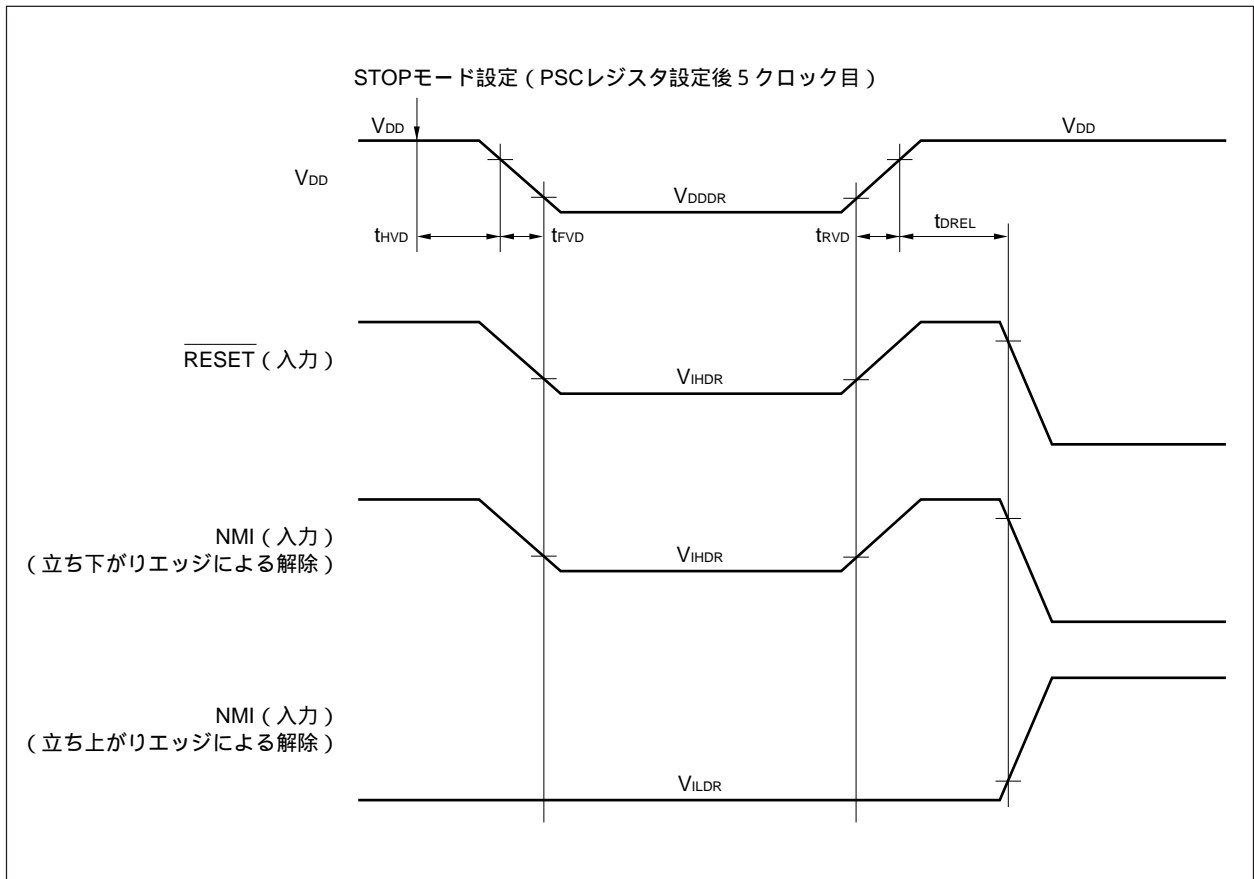 STOPモード設定（PSCレジスタ設定後５クロック目）
VDD
VDD
VDD
VDDDR
tHVD
tFVD
tRVD
tDREL
RESET（入力）
VIHDR
NMI（入力）
（立ち下がりエッジによる解除）
VIHDR
NMI（入力）
（立ち上がりエッジによる解除）
VILDR